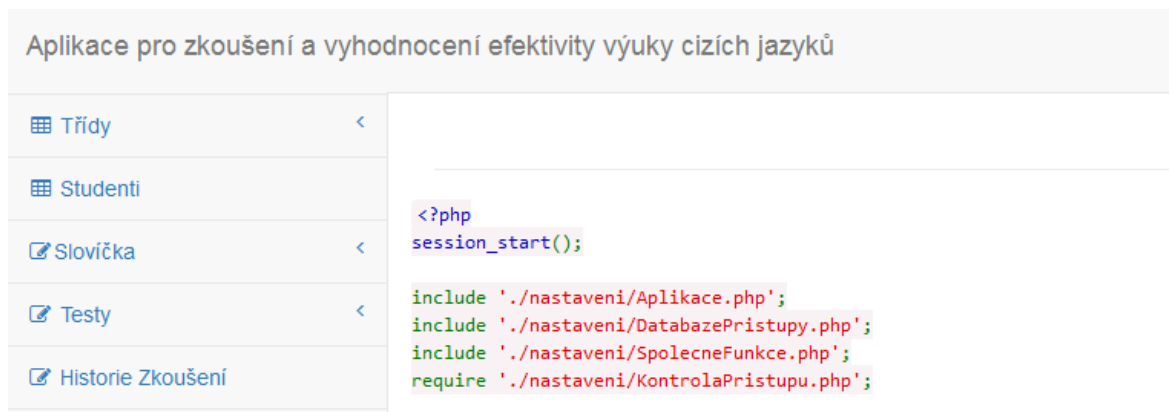 Aplikace pro zkoušení a vyhodnocení efektivity výuky cizích jazyků
Třídy
Studenti
Slovíčka
Testy
Historie Zkoušení
<?php
session_start();
include './nastaveni/Aplikace.php';
include './nastaveni/DatabazePristupy.php';
include './nastaveni/SpolecneFunkce.php';
require './nastaveni/KontrolaPristupu.php';